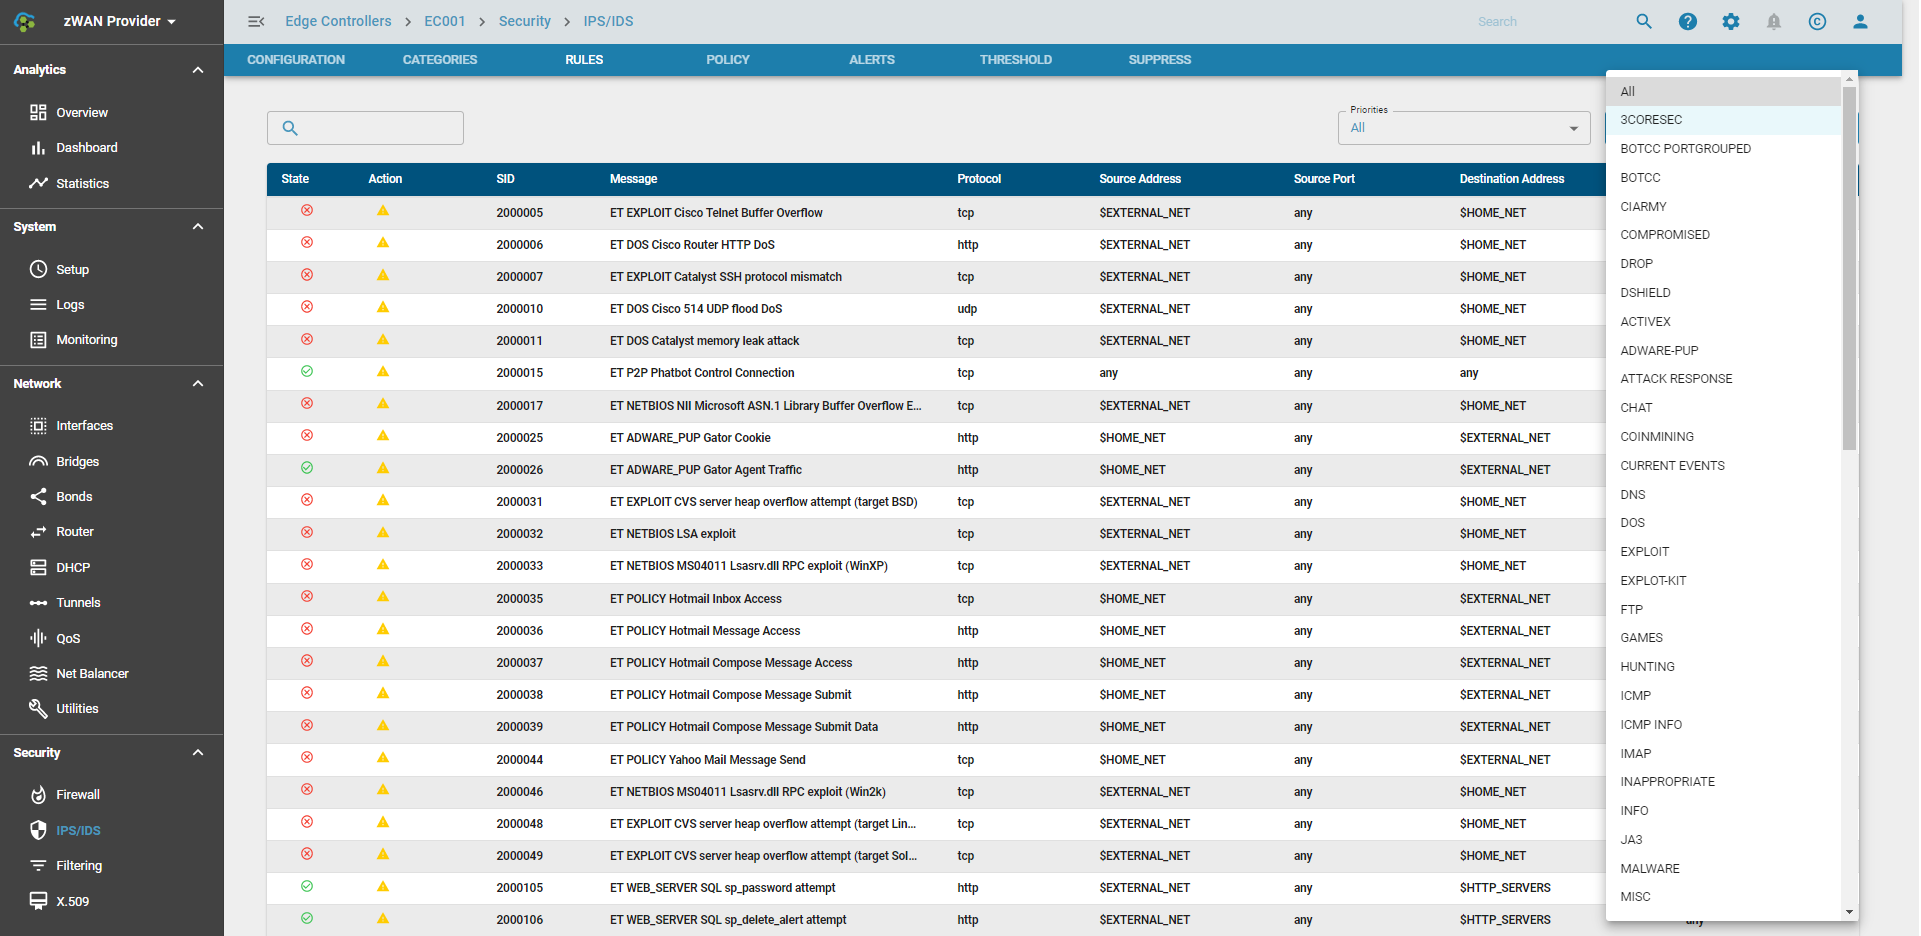 zWAN Provider
Edge Controllers > EC001 > Security > IPS/IDS
Search
CONFIGURATION CATEGORIES RULES POLICY ALERTS THRESHOLD SUPPRESS
Analytics
Overview
Dashboard
Statistics
System
Setup
Logs
Monitoring
Network
Interfaces
Bridges
Bonds
Router
DHCP
Tunnels
QoS
Net Balancer
Utilities
Security
Firewall
IPS/IDS
Filtering
X.509
Priorities
All
State Action SID Message Protocol Source Address Source Port Destination Address
2000005 ET EXPLOIT Cisco Telnet Buffer Overflow tcp $EXTERNAL_NET any $HOME_NET
2000006 ET DOS Cisco Router HTTP DoS http $EXTERNAL_NET any $HOME_NET
2000007 ET EXPLOIT Catalyst SSH protocol mismatch tcp $EXTERNAL_NET any $HOME_NET
2000010 ET DOS Cisco 514 UDP flood DoS udp $EXTERNAL_NET any $HOME_NET
2000011 ET DOS Catalyst memory leak attack tcp $EXTERNAL_NET any $HOME_NET
2000015 ET P2P Phatbot Control Connection tcp any any any
2000017 ET NETBIOS NII Microsoft ASN.1 Library Buffer Overflow E... tcp $EXTERNAL_NET any $HOME_NET
2000025 ET ADWARE_PUP Gator Cookie http $HOME_NET any $EXTERNAL_NET
2000026 ET ADWARE_PUP Gator Agent Traffic http $HOME_NET any $EXTERNAL_NET
2000031 ET EXPLOIT CVS server heap overflow attempt (target BSD) tcp $EXTERNAL_NET any $HOME_NET
2000032 ET NETBIOS LSA exploit tcp $EXTERNAL_NET any $HOME_NET
2000033 ET NETBIOS MS04011 Lsasrv.dll RPC exploit (WinXP) tcp $EXTERNAL_NET any $HOME_NET
2000035 ET POLICY Hotmail Inbox Access tcp $HOME_NET any $EXTERNAL_NET
2000036 ET POLICY Hotmail Message Access http $HOME_NET any $EXTERNAL_NET
2000037 ET POLICY Hotmail Compose Message Access http $HOME_NET any $EXTERNAL_NET
2000038 ET POLICY Hotmail Compose Message Submit http $HOME_NET any $EXTERNAL_NET
2000039 ET POLICY Hotmail Compose Message Submit Data http $HOME_NET any $EXTERNAL_NET
2000044 ET POLICY Yahoo Mail Message Send tcp $HOME_NET any $EXTERNAL_NET
2000046 ET NETBIOS MS04011 Lsasrv.dll RPC exploit (Win2k) tcp $EXTERNAL_NET any $HOME_NET
2000048 ET EXPLOIT CVS server heap overflow attempt (target Lin... tcp $EXTERNAL_NET any $HOME_NET
2000049 ET EXPLOIT CVS server heap overflow attempt (target Sol... tcp $EXTERNAL_NET any $HOME_NET
2000105 ET WEB_SERVER SQL sp_password attempt http $EXTERNAL_NET any $HTTP_SERVERS
2000106 ET WEB_SERVER SQL sp_delete_alert attempt http $EXTERNAL_NET any $HTTP_SERVERS any
All
3CORESEC
BOTCC PORTGROUPED
BOTCC
CIARMY
COMPROMISED
DROP
DSHIELD
ACTIVEX
ADWARE-PUP
ATTACK RESPONSE
CHAT
COINMINING
CURRENT EVENTS
DNS
DOS
EXPLOIT
EXPLOT-KIT
FTP
GAMES
HUNTING
ICMP
ICMP INFO
IMAP
INAPPROPRIATE
INFO
JA3
MALWARE
MISC